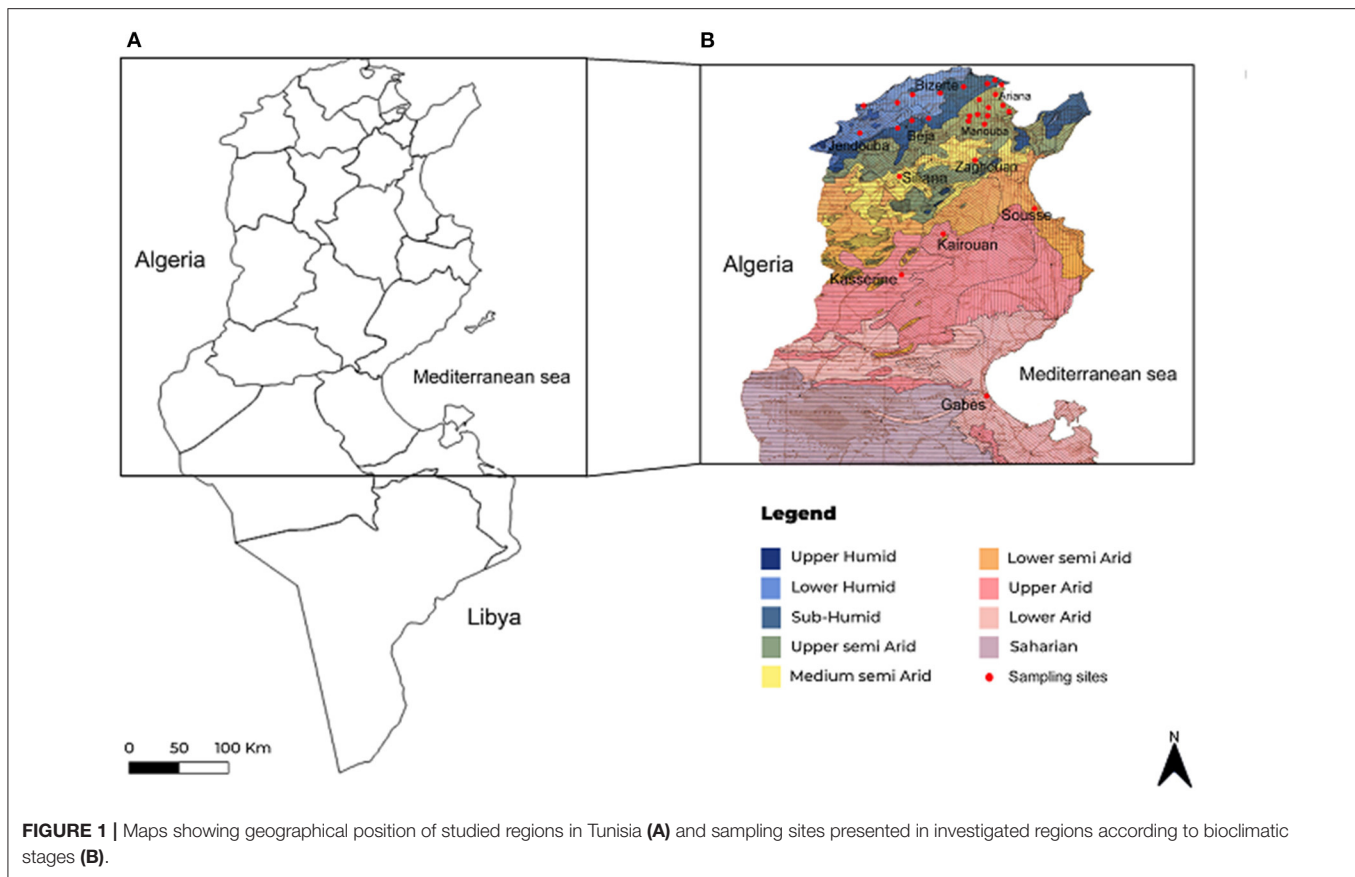 A
B
Algeria
Mediterranean sea
Libya
0 50 100 Km
Bizerte
Ariana
Beja
Manouba
Jendouba
Zaghouan
Siliana
Sousse
Kairouan
Kasserine
Algeria
Mediterranean sea
Gabès
Legend
Upper Humid
Lower Humid
Sub-Humid
Upper semi Arid
Medium semi Arid
Lower semi Arid
Upper Arid
Lower Arid
Saharian
Sampling sites
N
FIGURE 1 | Maps showing geographical position of studied regions in Tunisia (A) and sampling sites presented in investigated regions according to bioclimatic
stages (B).